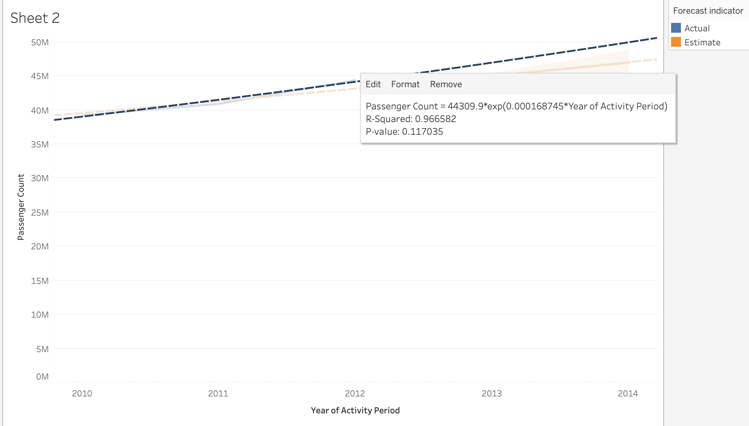 Sheet 2
Forecast indicator
Actual
Estimate
50M
45M
40M
35M
30M
25M
20M
15M
10M
5M
0M
Passenger Count
Edit Format Remove
Passenger Count = 44309.9*exp(0.000168745*Year of Activity Period)
R-Squared: 0.966582
P-value: 0.117035
2010 2011 2012 2013 2014
Year of Activity Period